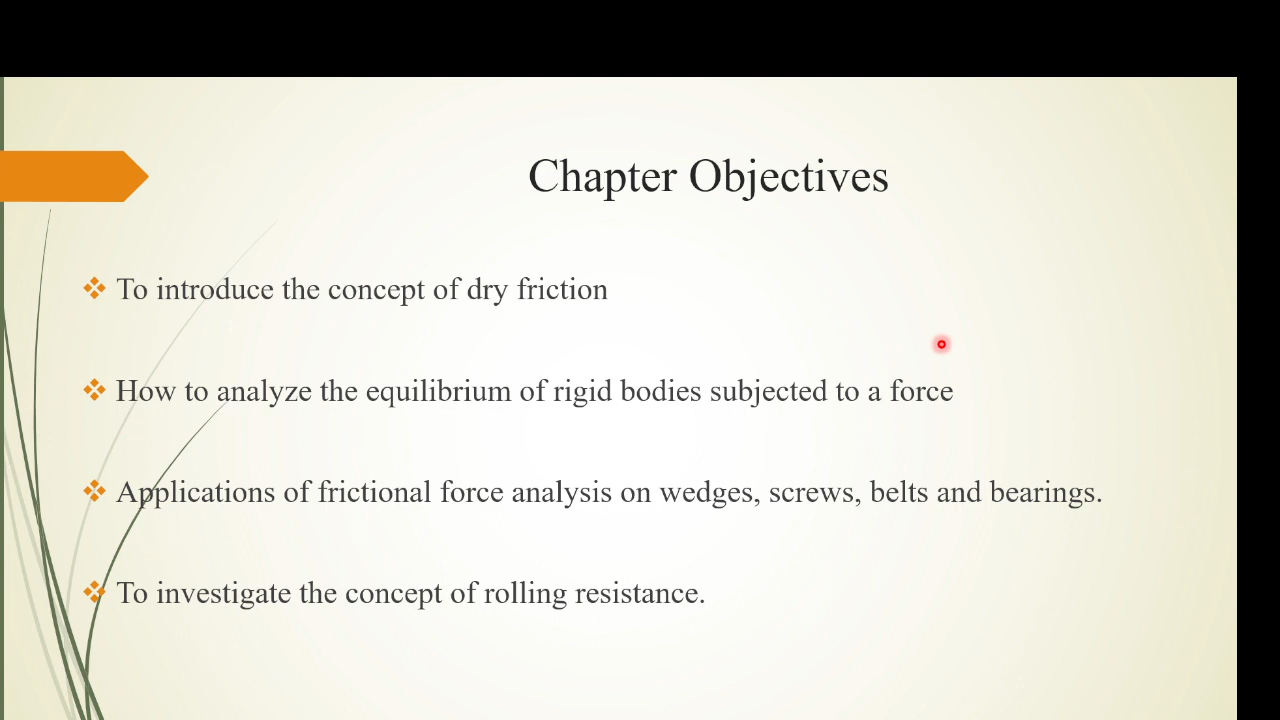 Chapter Objectives
To introduce the concept of dry friction
How to analyze the equilibrium of rigid bodies subjected to a force
Applications of frictional force analysis on wedges, screws, belts and bearings.
To investigate the concept of rolling resistance.